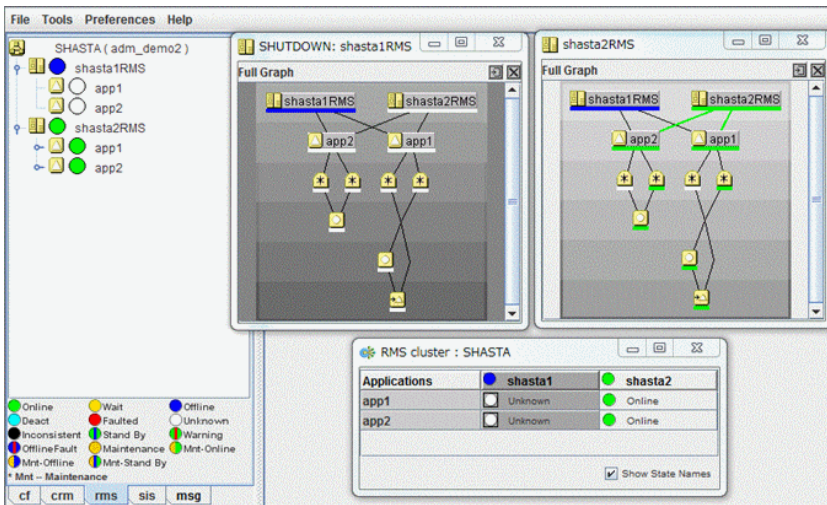 File Tools Preferences Help
SHASTA ( adm_demo2 )
shasta1RMS
app1
app2
shasta2RMS
app1
app2
Online Wait Offline
Deact Faulted Unknown
Inconsistent Stand By Warning
OfflineFault Maintenance Mnt-Online
Mnt-Offline Mnt-Stand By
* Mnt -- Maintenance
cf crm rms sis msg
SHUTDOWN: shasta1RMS
Full Graph
shasta1RMS shasta2RMS
app2 app1
shasta2RMS
Full Graph
shasta1RMS shasta2RMS
app2 app1
RMS cluster : SHASTA
Applications shasta1 shasta2
app1 Unknown Online
app2 Unknown Online
Show State Names